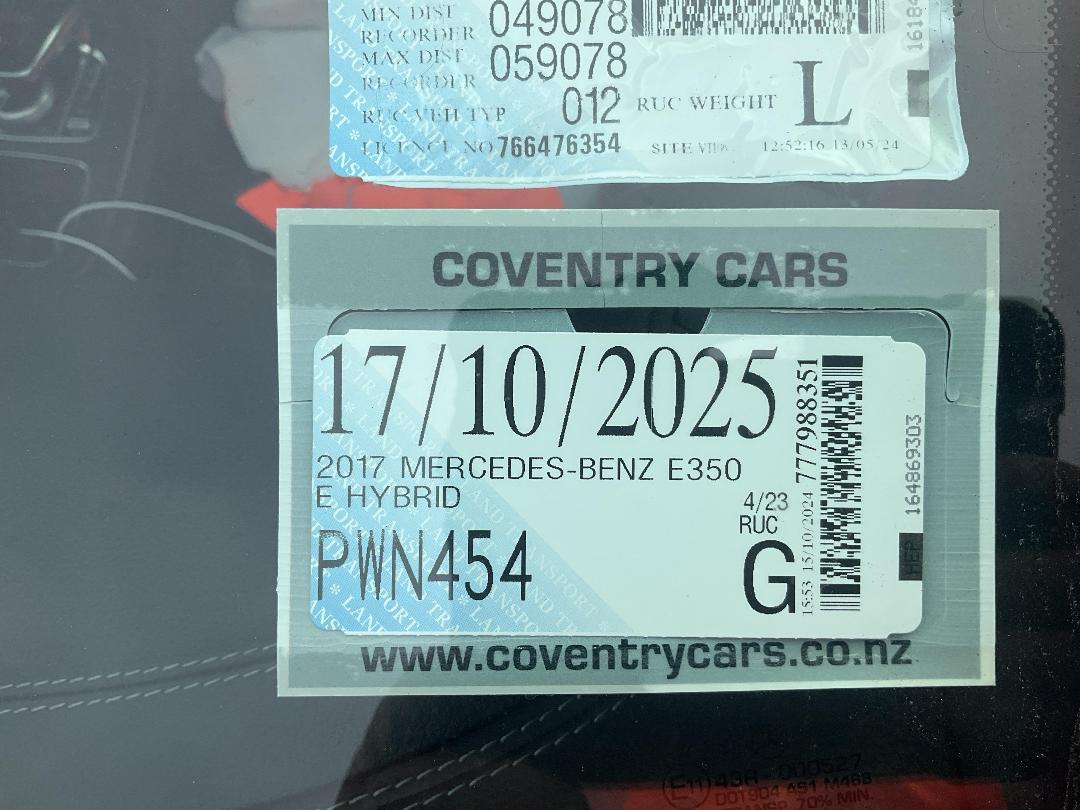 MIN DIST
RECORDER 049078
MAX DIST
RECORDER 059078
RUC VEH TYP 012 RUC WEIGHT L
LICENCE NO 766476354 12:52:16 13/05/24
COVENTRY CARS
17/10/2025
2017 MERCEDES-BENZ E350
E HYBRID
4/23
RUC
PWN454
G
15:53 15/10/2024 777988351
164869303
HEP
www.coventrycars.co.nz